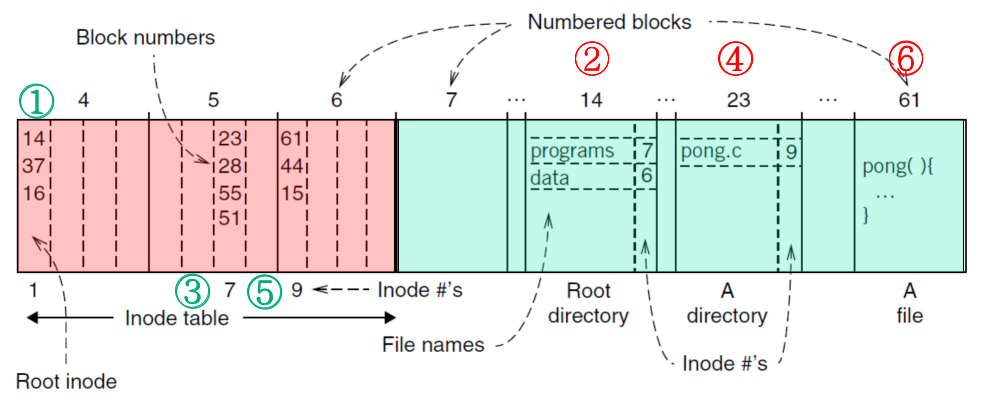 Numbered blocks
Block numbers
② ④ ⑥
① 4 5 6 7 ... 14 ... 23 ... 61
14 23 61
37 28 44
16 55 15
51
programs 7
data 6
pong.c 9
pong( ){
...
}
1 ③ 7 ⑤ 9 Inode #'s
Inode table
Root
directory
A
directory
A
file
File names
Inode #'s
Root inode